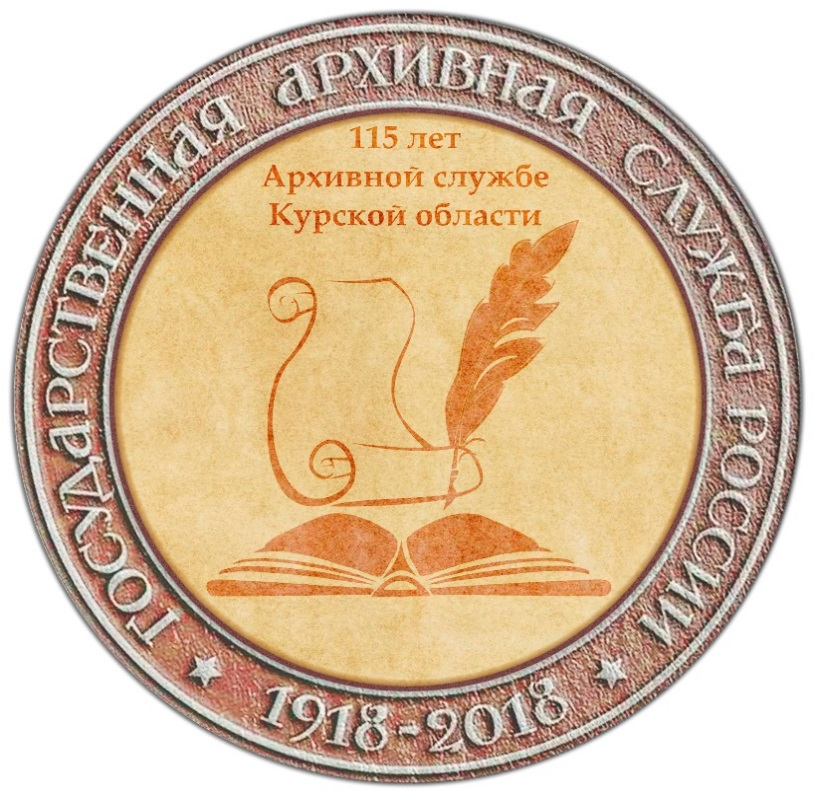 ГОСУДАРСТВЕННАЯ АРХИВНАЯ СЛУЖБА РОССИИ
115 лет
Архивной службе
Курской области
1918-2018